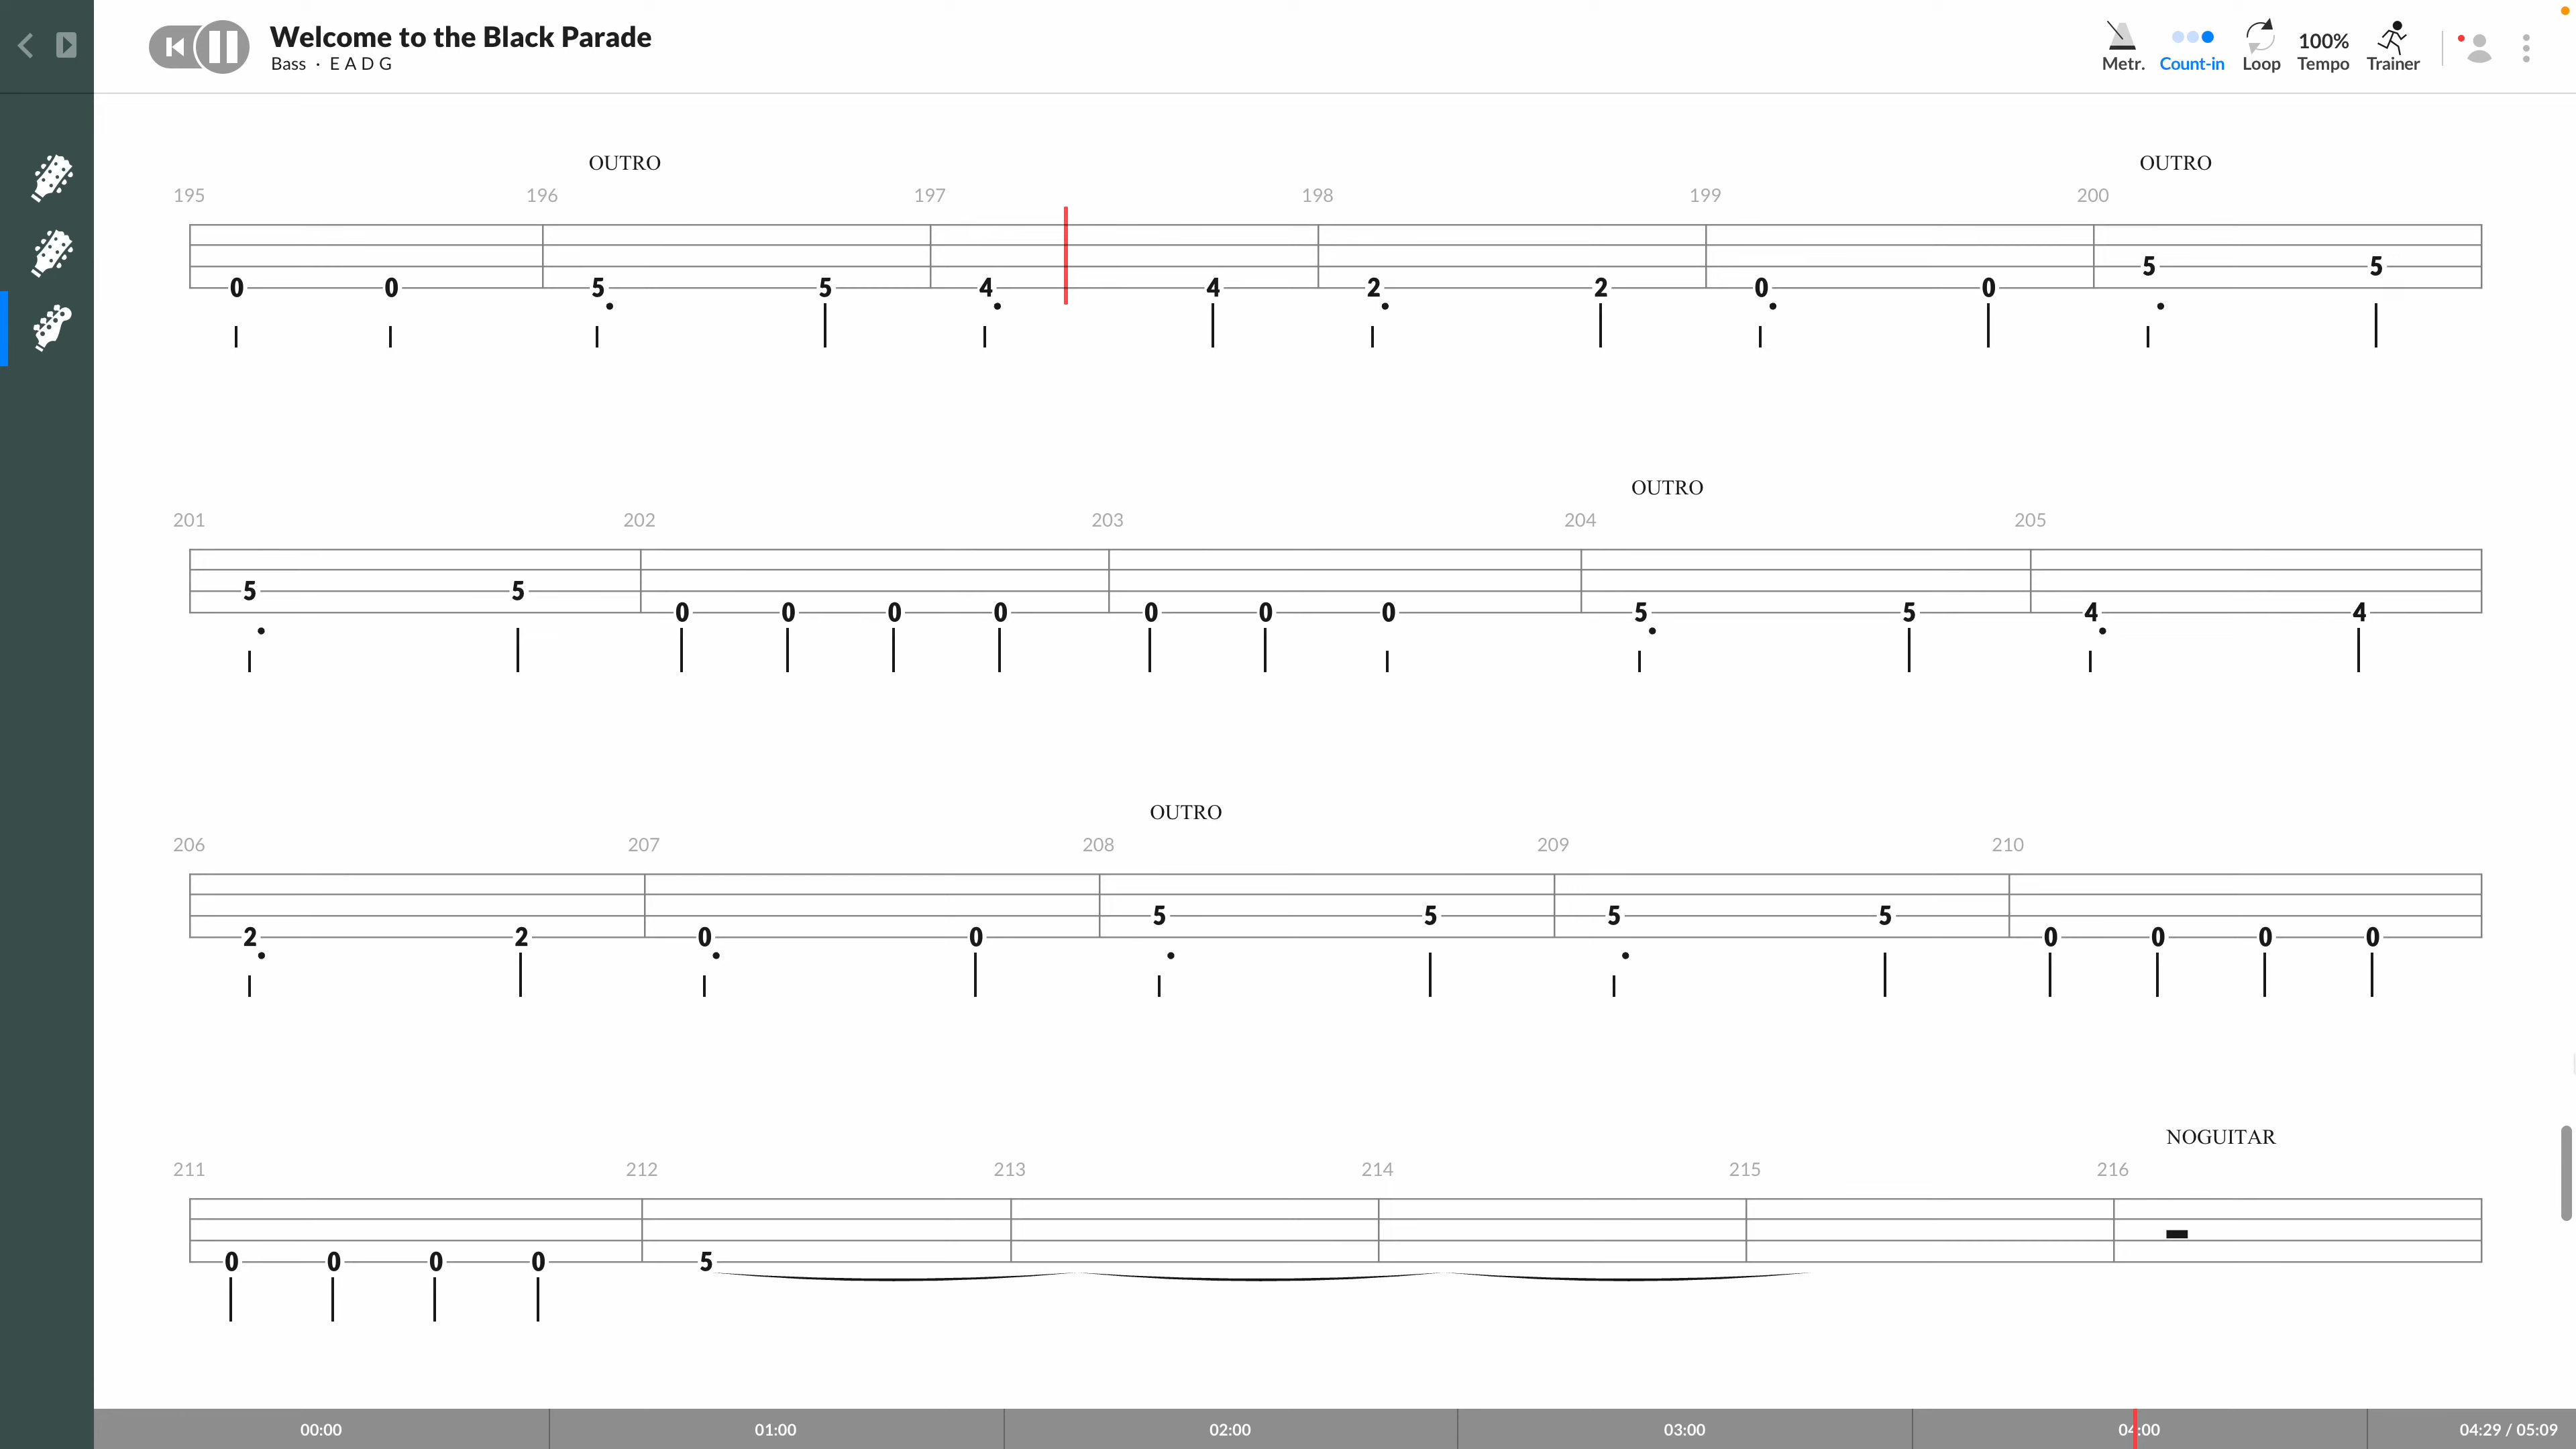 Welcome to the Black Parade
Bass · E A D G
Metr. Count-in Loop 100% Tempo Trainer
OUTRO OUTRO
195 196 197 198 199 200
0 0 5 5 4 4 2 2 0 0 5 5
OUTRO
201 202 203 204 205
5 5 0 0 0 0 0 0 0 5 5 4 4
OUTRO
206 207 208 209 210
2 2 0 0 5 5 5 5 0 0 0 0
NOGUITAR
211 212 213 214 215 216
0 0 0 0 5
00:00 01:00 02:00 03:00 04:00 04:29 / 05:09